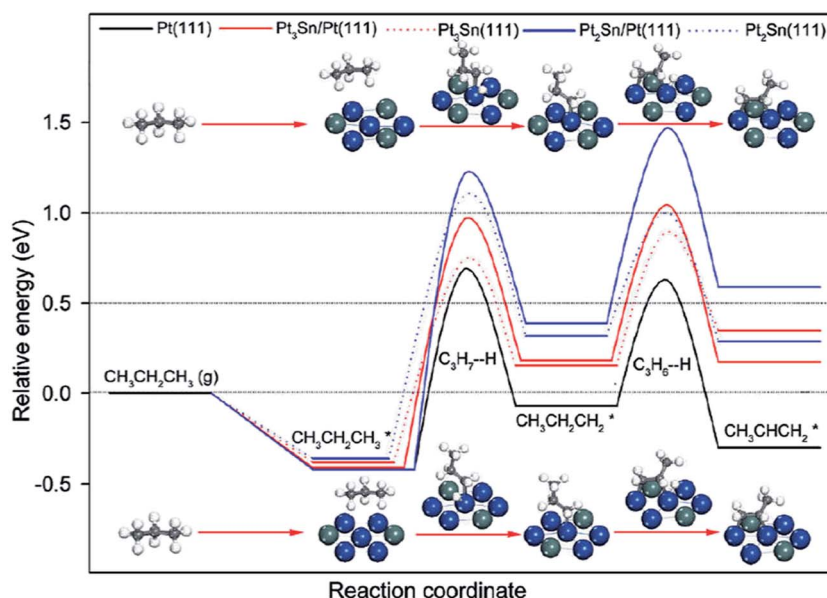 Pt(111) Pt₃Sn/Pt(111) Pt₃Sn(111) Pt₂Sn/Pt(111) Pt₂Sn(111)
1.5
1.0
0.5
0.0
-0.5
Relative energy (eV)
CH₃CH₂CH₃ (g)
CH₃CH₂CH₃ *
C₃H₇--H
CH₃CH₂CH₂ *
C₃H₆--H
CH₃CHCH₂ *
Reaction coordinate